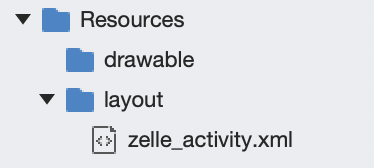 Resources
drawable
layout
zelle_activity.xml